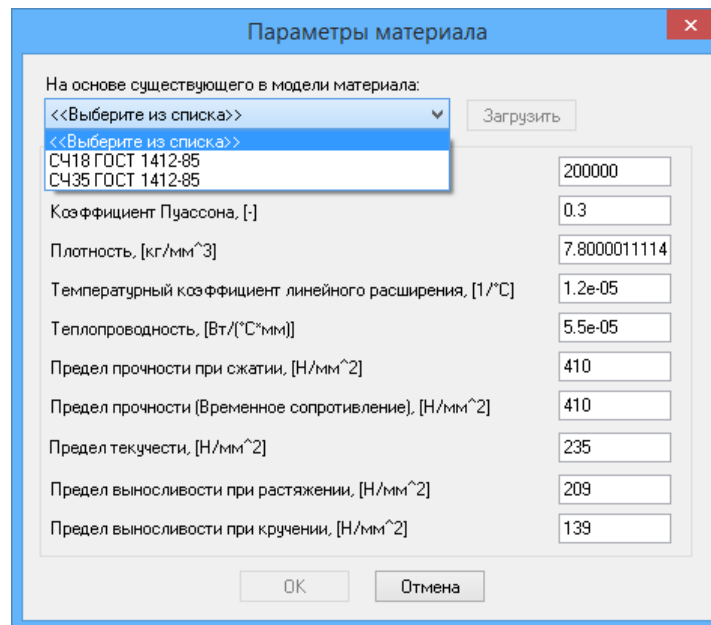 Параметры материала
×
На основе существующего в модели материала:
<<Выберите из списка>>
Загрузить
<<Выберите из списка>>
СЧ18 ГОСТ 1412-85
СЧ35 ГОСТ 1412-85
200000
Коэффициент Пуассона, [-]
0.3
Плотность, [кг/мм^3]
7.8000011114
Температурный коэффициент линейного расширения, [1/°C]
1.2e-05
Теплопроводность, [Вт/(°C*мм)]
5.5e-05
Предел прочности при сжатии, [Н/мм^2]
410
Предел прочности (Временное сопротивление), [Н/мм^2]
410
Предел текучести, [Н/мм^2]
235
Предел выносливости при растяжении, [Н/мм^2]
209
Предел выносливости при кручении, [Н/мм^2]
139
OK
Отмена